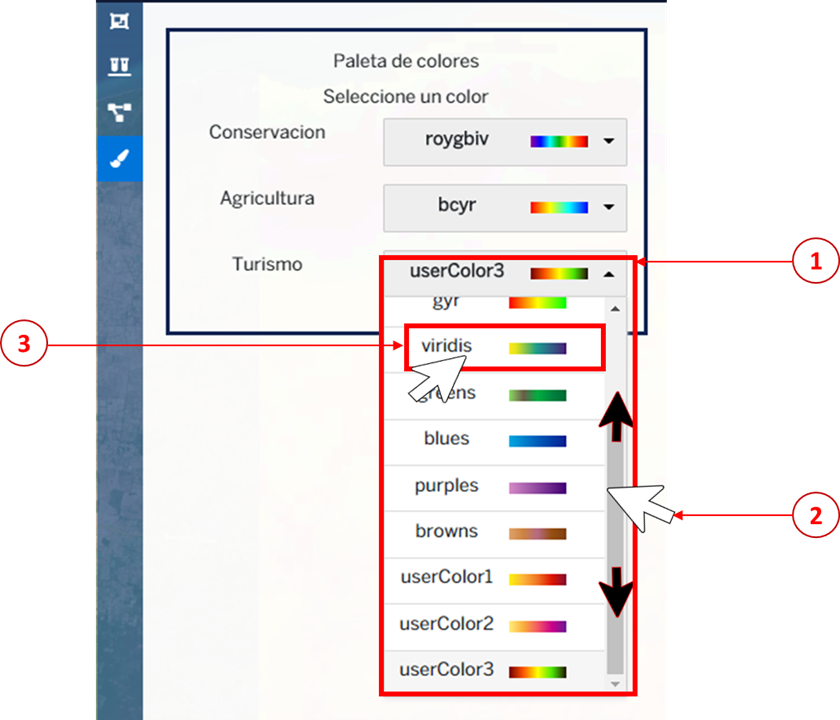 Paleta de colores
Seleccione un color
Conservacion
roygbiv
Agricultura
bcyr
Turismo
userColor3
1
gyr
3
viridis
greens
blues
purples
2
browns
userColor1
userColor2
userColor3